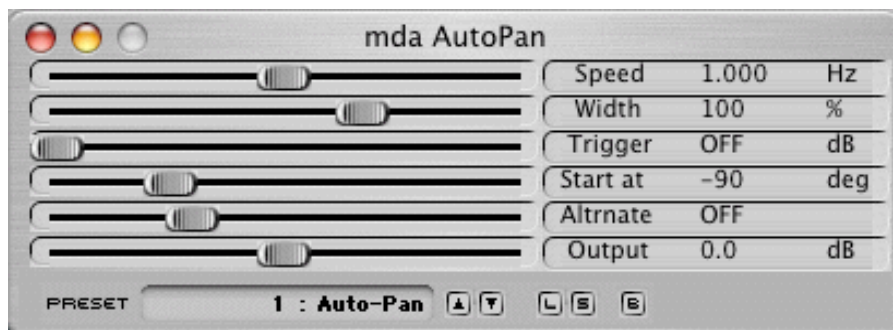 mda AutoPan
Speed 1.000 Hz
Width 100 %
Trigger OFF dB
Start at -90 deg
Altrnate OFF
Output 0.0 dB
PRESET 1 : Auto-Pan L S B